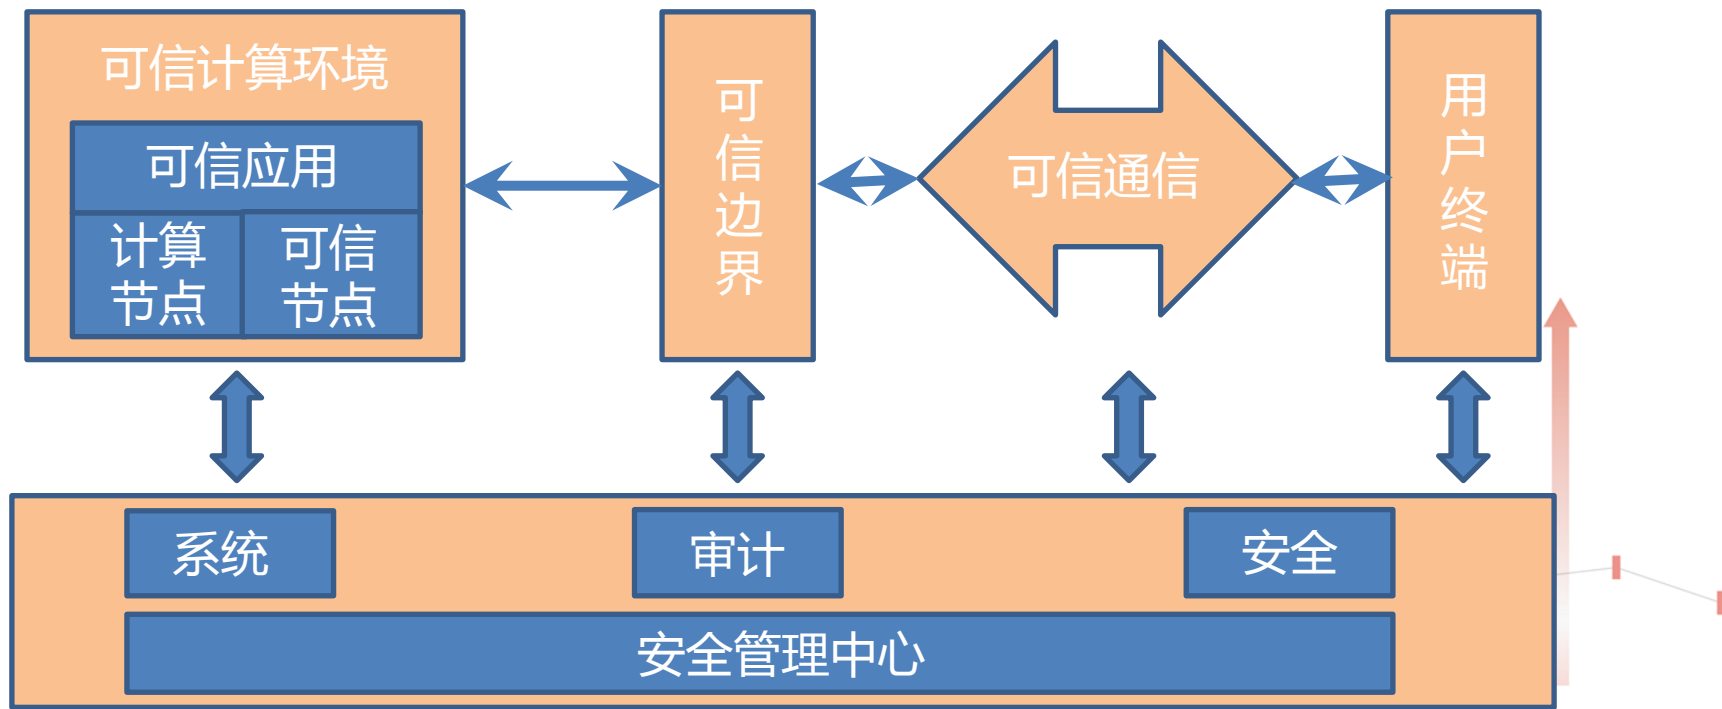 可信计算环境
可信应用
计算
节点
可信
节点
可信边界
可信通信
用户终端
系统
审计
安全
安全管理中心